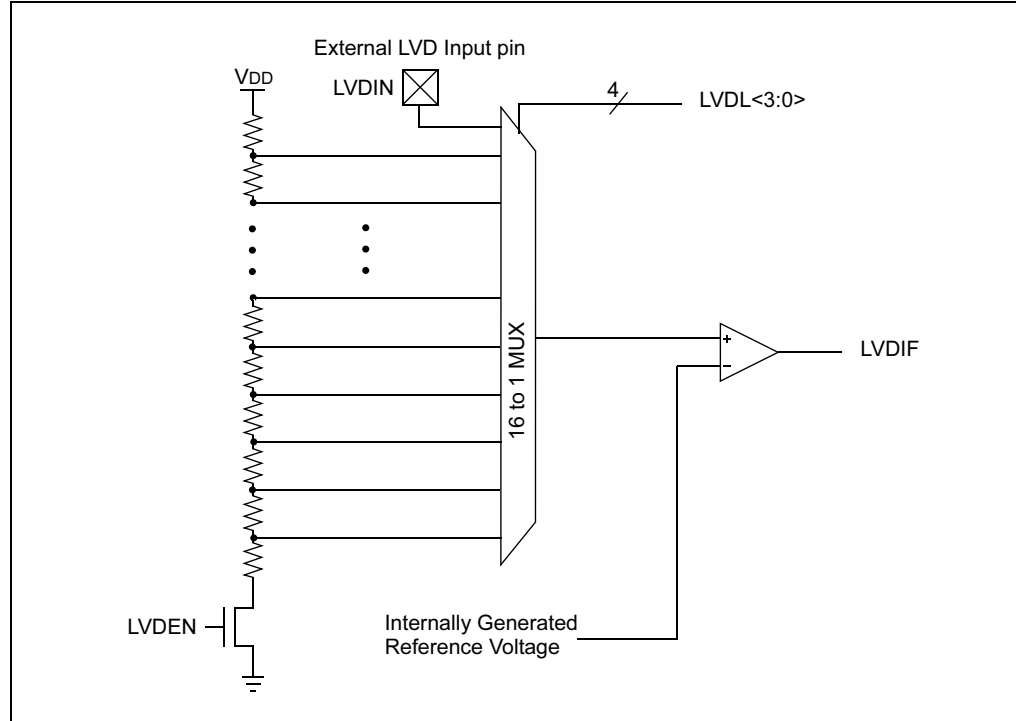 External LVD Input pin
VDD
LVDIN
4
LVDL<3:0>
16 to 1 MUX
+
−
LVDIF
LVDEN
Internally Generated
Reference Voltage